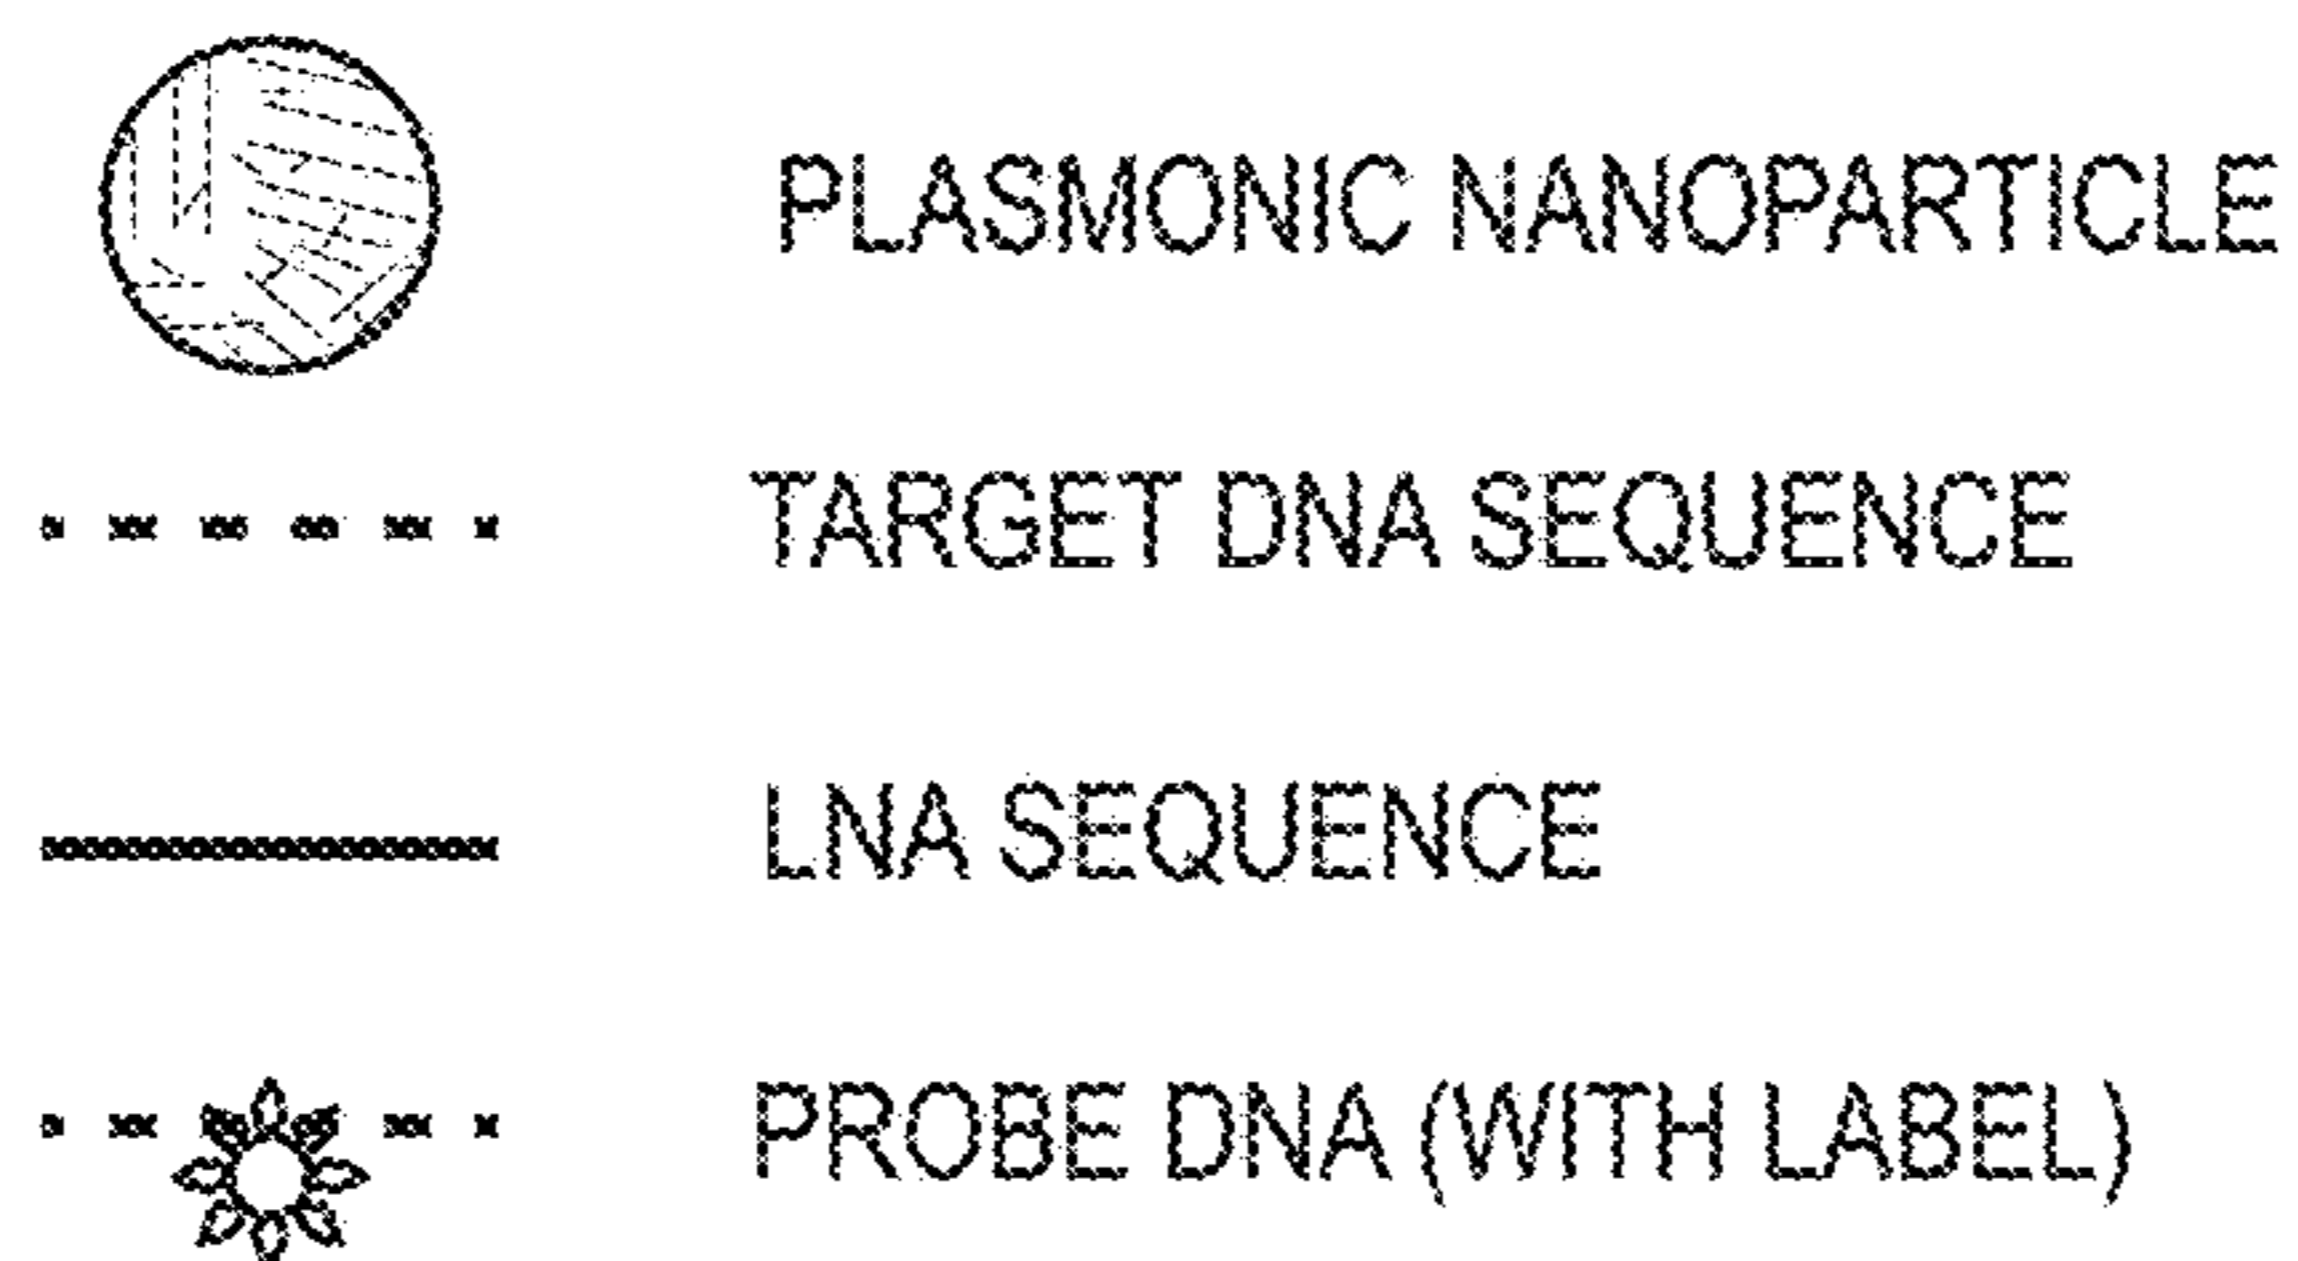 PLASMONIC NANOPARTICLE
TARGET DNA SEQUENCE
LNA SEQUENCE
PROBE DNA (WITH LABEL)